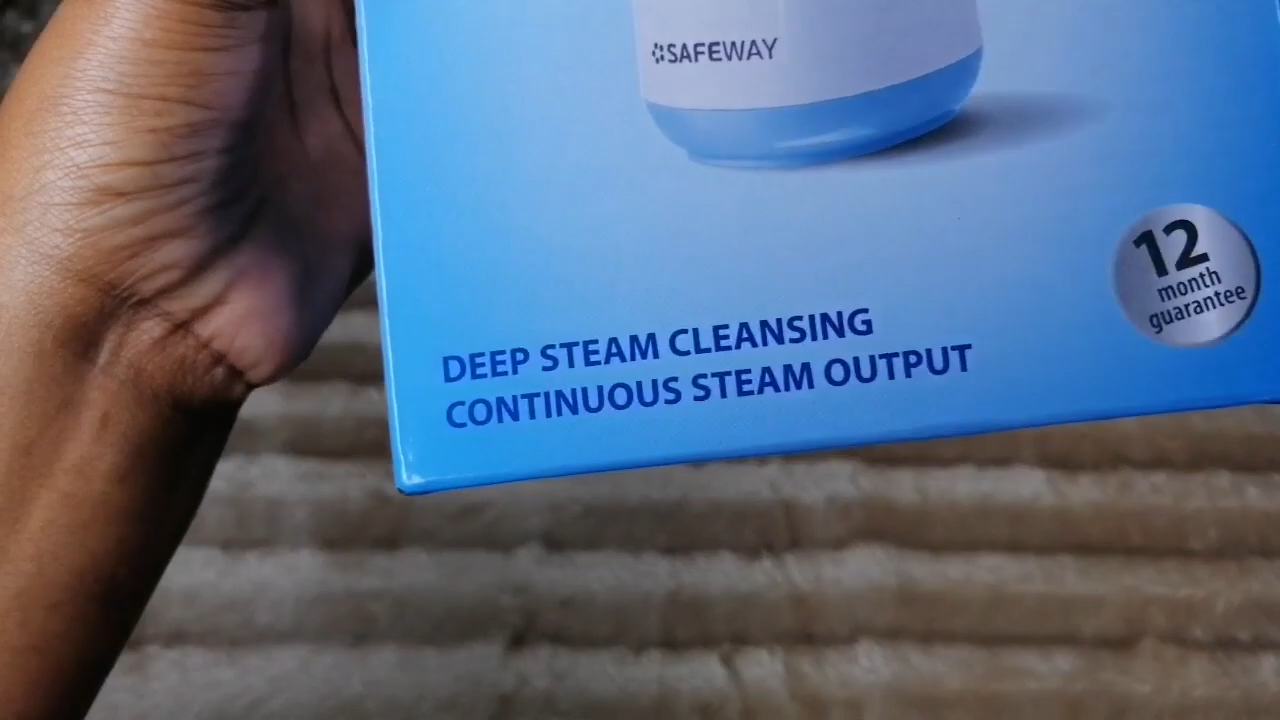 SAFEWAY
12
month
guarantee
DEEP STEAM CLEANSING
CONTINUOUS STEAM OUTPUT